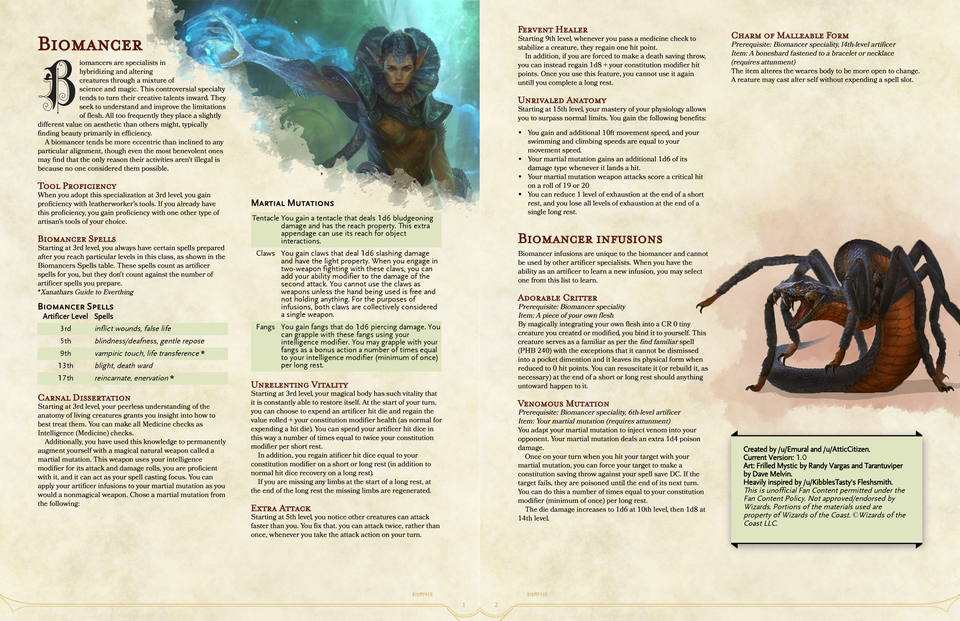 Biomancer
Biomancers are specialists in
hybridizing and altering
creatures through a mixture of
science and magic. This controversial specialty
tends to turn their creative talents inward. They
seek to understand and improve the limitations
of flesh. All too frequently they place a slightly
different value on aesthetic than others might, typically
finding beauty primarily in efficiency.
A biomancer tends be more eccentric than inclined to any
particular alignment, though even the most benevolent ones
may find that the only reason their activities aren't illegal is
because no one considered them possible.
Tool Proficiency
When you adopt this specialization at 3rd level, you gain
proficiency with leatherworker's tools. If you already have
this proficiency, you gain proficiency with one other type of
artisan's tools of your choice.
Biomancer Spells
Starting at 3rd level, you always have certain spells prepared
after you reach particular levels in this class, as shown in the
Biomancers Spells table. These spells count as artificer
spells for you, but they don't count against the number of
artificer spells you prepare.
*Xanathars Guide to Everthing
Biomancer Spells
Artificer Level Spells
3rd inflict wounds, false life
5th blindness/deafness, gentle repose
9th vampiric touch, life transference *
13th blight, death ward
17th reincarnate, enervation *
Carnal Dissertation
Starting at 3rd level, your peerless understanding of the
anatomy of living creatures grants you insight into how to
best treat them. You can make all Medicine checks as
Intelligence (Medicine) checks.
Additionally, you have used this knowledge to permanently
augment yourself with a magical natural weapon called a
martial mutation. This weapon uses your intelligence
modifier for its attack and damage rolls, you are proficient
with it, and it can act as your spell casting focus. You can
apply your artificer infusions to your martial mutation as you
would a nonmagical weapon. Chose a martial mutation from
the following:
Martial Mutations
Tentacle You gain a tentacle that deals 1d6 bludgeoning
damage and has the reach property. This extra
appendage can use its reach for object
interactions.
Claws You gain claws that deal 1d6 slashing damage
and have the light property. When you engage in
two-weapon fighting with these claws, you can
add your ability modifier to the damage of the
second attack. You cannot use the claws as
weapons unless the hand being used is free and
not holding anything. For the purposes of
infusions, both claws are collectively considered
a single weapon.
Fangs You gain fangs that do 1d6 piercing damage. You
can grapple with these fangs using your
intelligence modifier. You may grapple with your
fangs as a bonus action a number of times equal
to your intelligence modifier (minimum of once)
per long rest.
Unrelenting Vitality
Starting at 3rd level, your magical body has such vitality that
it is constantly able to restore itself. At the start of your turn,
you can choose to expend an artificer hit die and regain the
value rolled + your constitution modifier health (as normal for
expending a hit die). You can spend your artificer hit dice in
this way a number of times equal to twice your constitution
modifier per short rest.
In addition, you regain atificer hit dice equal to your
constitution modifier on a short or long rest (in addition to
normal hit dice recovery on a long rest).
If you are missing any limbs at the start of a long rest, at
the end of the long rest the missing limbs are regenerated.
Extra Attack
Starting at 5th level, you notice other creatures can attack
faster than you. You fix that. you can attack twice, rather than
once, whenever you take the attack action on your turn.
BIOMANCER
1
Fervent Healer
Starting 9th level, whenever you pass a medicine check to
stabilize a creature, they regain one hit point.
In addition, if you are forced to made a death saving throw,
you can instead regain 1d8 + your constitution modifier hit
points. Once you use this feature, you cannot use it again
untill you complete a long rest.
Unrivaled Anatomy
Starting at 15th level, your mastery of your physiology allows
you to surpass normal limits. You gain the following benefits:
• You gain and additional 10ft movement speed, and your
swimming and climbing speeds are equal to your
movement speed.
• Your martial mutation gains an additional 1d6 of its
damage type whenever it lands a hit.
• Your martial mutation weapon attacks score a critical hit
on a roll of 19 or 20
• You can reduce 1 level of exhaustion at the end of a short
rest, and you lose all levels of exhaustion at the end of a
single long rest.
Biomancer infusions
Biomancer infusions are unique to the biomancer and cannot
be used by other artificer specialists. When you have the
ability as an artificer to learn a new infusion, you may select
one from this list to learn.
Adorable Critter
Prerequisite: Biomancer speciality
Item: A piece of your own flesh
By magically integrating your own flesh into a CR 0 tiny
creature you created or modified, you bind it to yourself. This
creature serves as a familiar as per the find familiar spell
(PHB 240) with the exceptions that it cannot be dismissed
into a pocket dimention and it leaves its physical form when
reduced to 0 hit points. You can resuscitate it (or rebuild it, as
necessary) at the end of a short or long rest should anything
untoward happen to it.
Venomous Mutation
Prerequisite: Biomancer speciality, 6th-level artificer
Item: Your martial mutation (requires attunment)
You adapt your martial mutation to inject venom into your
opponent. Your martial mutation deals an extra 1d4 poison
damage.
Once on your turn when you hit your target with your
martial mutation, you can force your target to make a
constitution saving throw against your spell save DC. If the
target fails, they are poisoned until the end of its next turn.
You can do this a number of times equal to your constitution
modifier (minimum of once) per long rest.
The die damage increases to 1d6 at 10th level, then 1d8 at
14th level.
Charm of Malleable Form
Prerequisite: Biomancer speciality, 14th-level artificer
Item: A boneshard fastened to a bracelet or necklace
(requires attunment)
The item alters the weares body to be more open to change.
A reature may cast alter self without expending a spell slot.
Created by /u/Emural and /u/AtticCitizen.
Current Version: 1.0
Art: Frilled Mystic by Randy Vargas and Tarantuviper
by Dave Melvin.
Heavily inspired by /u/KibblesTasty's Fleshsmith.
This is unofficial Fan Content permitted under the
Fan Content Policy. Not approved/endorsed by
Wizards. Portions of the materials used are
property of Wizards of the Coast. ©Wizards of the
Coast LLC.
2
BIOMANCER